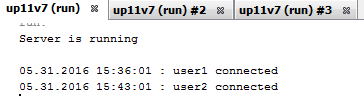 up11v7 (run) up11v7 (run) #2 up11v7 (run) #3
run:
Server is running
05.31.2016 15:36:01 : user1 connected
05.31.2016 15:43:01 : user2 connected